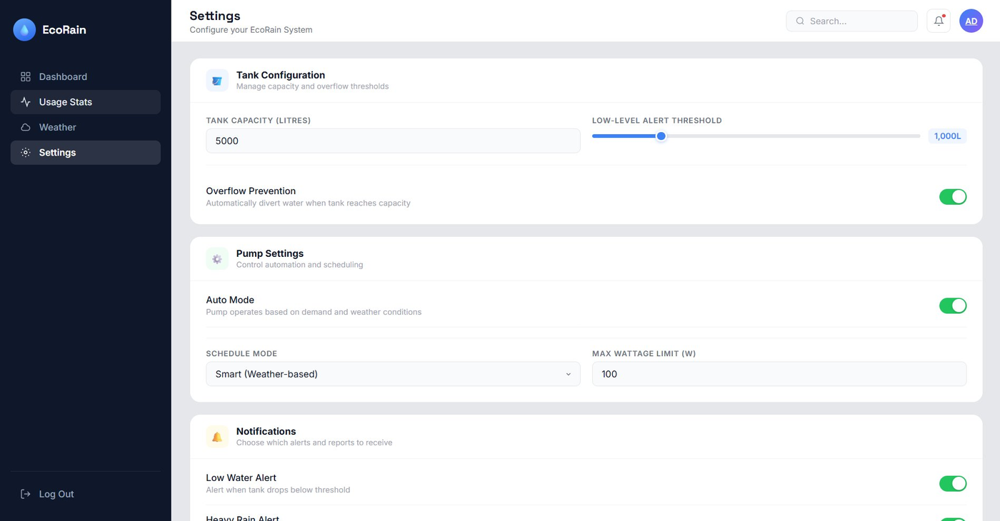 EcoRain
Dashboard
Usage Stats
Weather
Settings
Log Out
Settings
Configure your EcoRain System
Search...
AD
Tank Configuration
Manage capacity and overflow thresholds
TANK CAPACITY (LITRES)
5000
LOW-LEVEL ALERT THRESHOLD
1,000L
Overflow Prevention
Automatically divert water when tank reaches capacity
Pump Settings
Control automation and scheduling
Auto Mode
Pump operates based on demand and weather conditions
SCHEDULE MODE
Smart (Weather-based)
MAX WATTAGE LIMIT (W)
100
Notifications
Choose which alerts and reports to receive
Low Water Alert
Alert when tank drops below threshold
Heavy Rain Alert